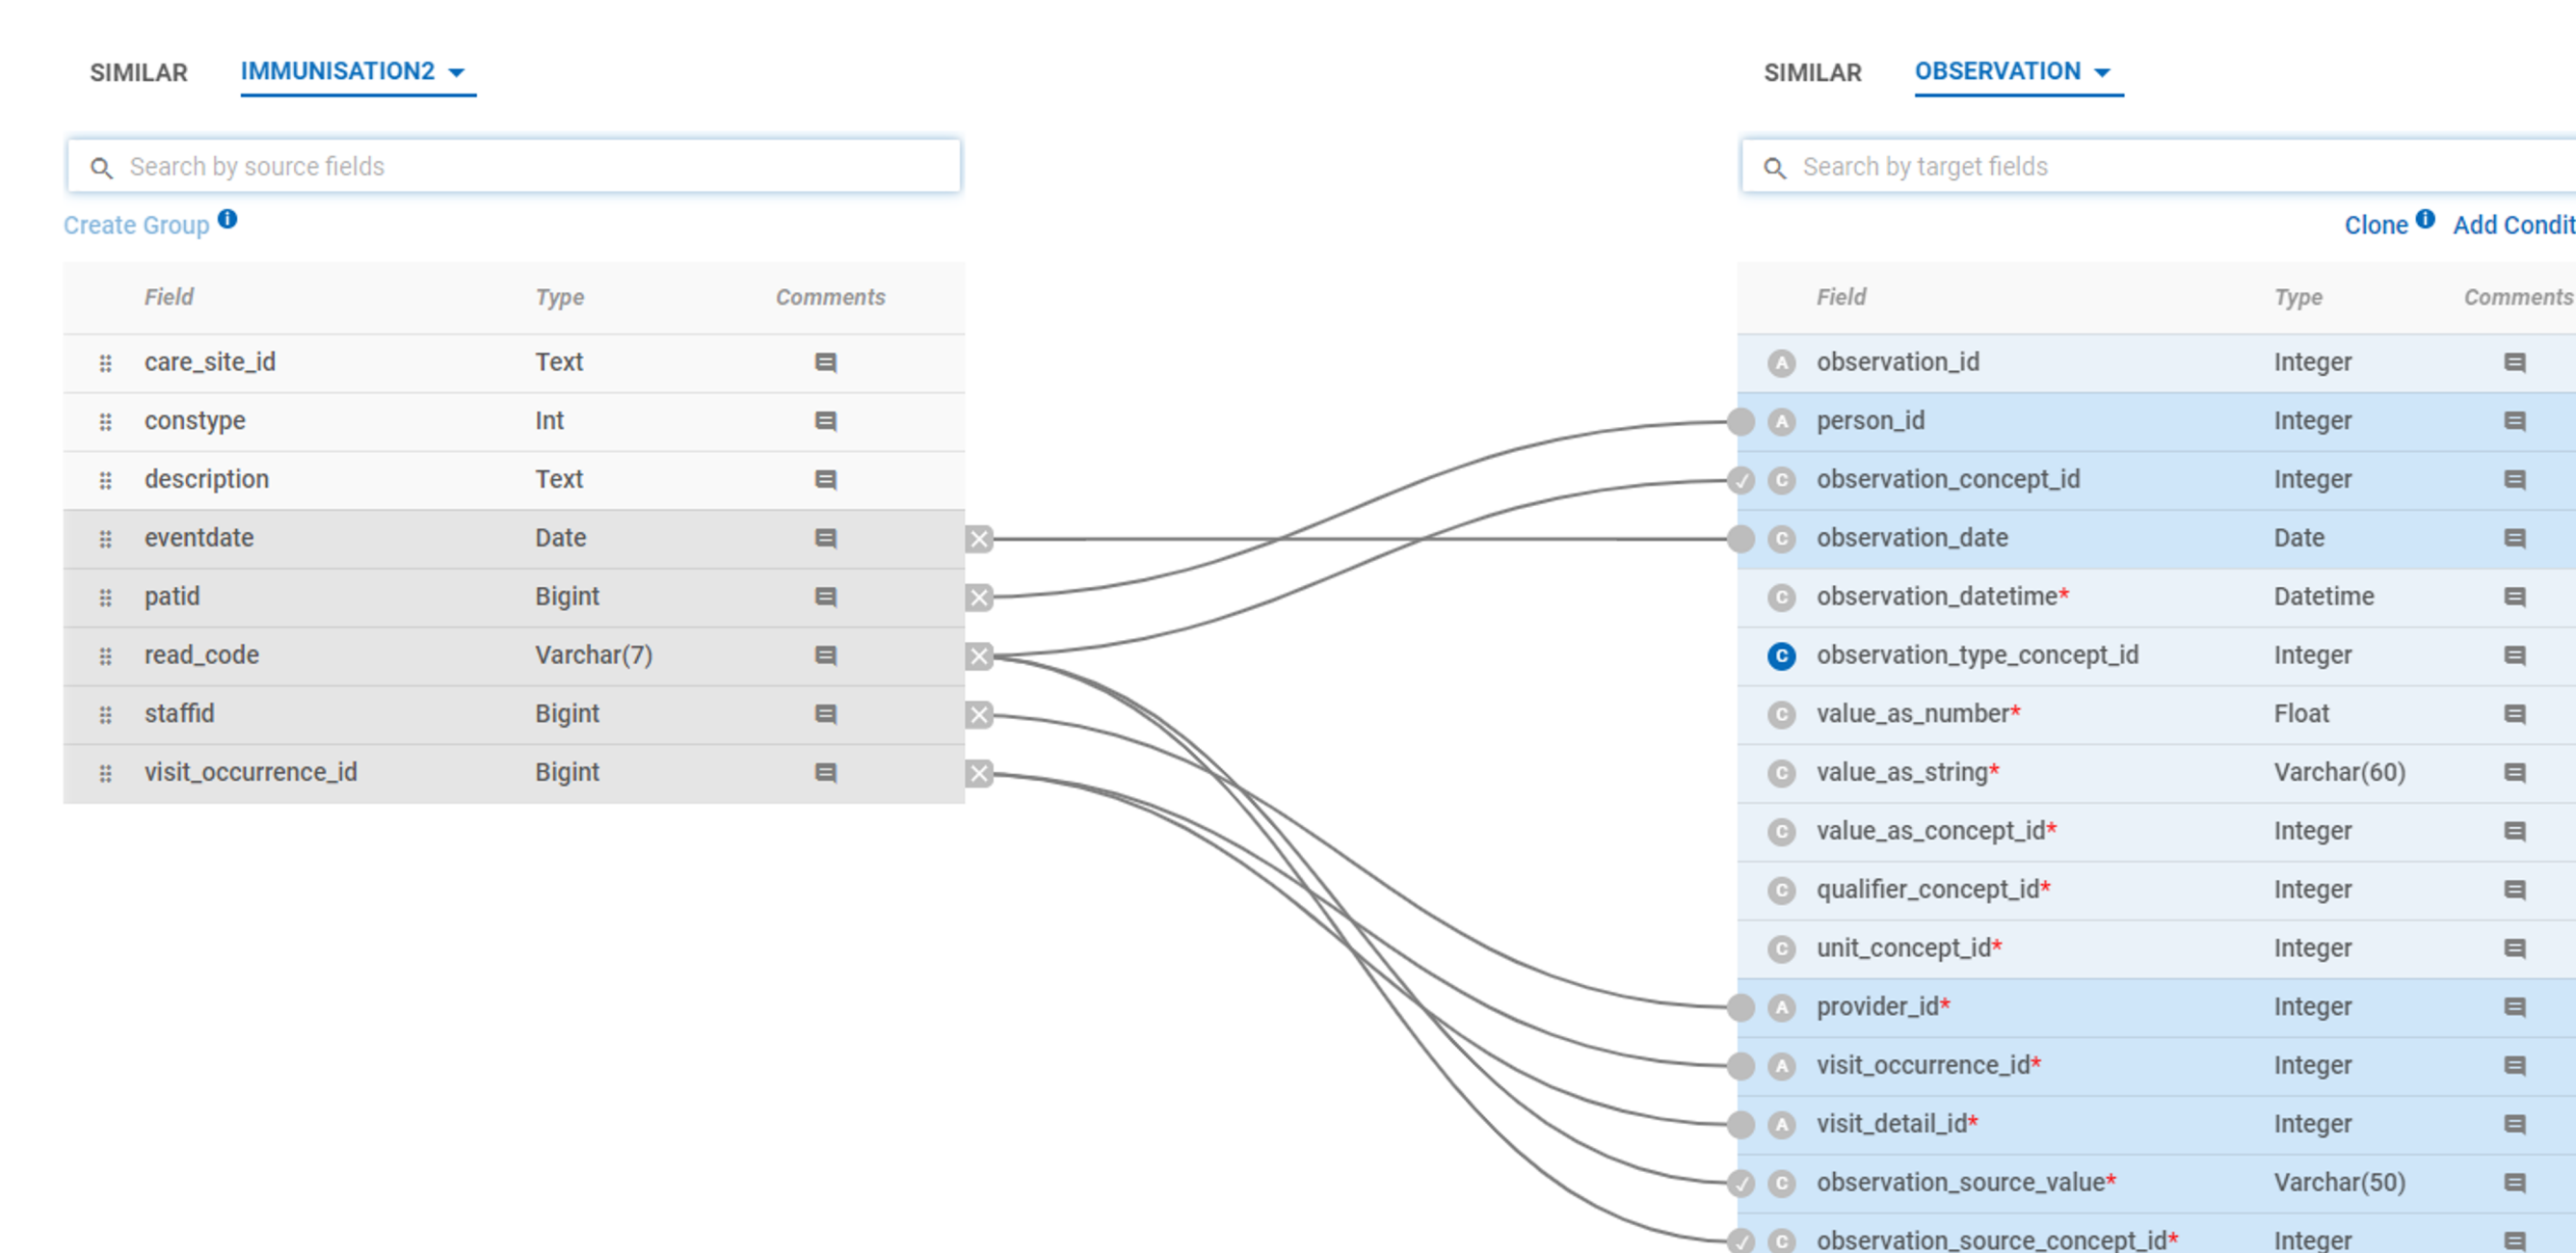 SIMILAR IMMUNISATION2
Search by source fields
Create Group
Field Type Comments
care_site_id Text
constype Int
description Text
eventdate Date
patid Bigint
read_code Varchar(7)
staffid Bigint
visit_occurrence_id Bigint
SIMILAR OBSERVATION
Search by target fields
Clone Add Condit
Field Type Comments
A observation_id Integer
A person_id Integer
C observation_concept_id Integer
C observation_date Date
C observation_datetime* Datetime
C observation_type_concept_id Integer
C value_as_number* Float
C value_as_string* Varchar(60)
C value_as_concept_id* Integer
C qualifier_concept_id* Integer
C unit_concept_id* Integer
A provider_id* Integer
A visit_occurrence_id* Integer
A visit_detail_id* Integer
C observation_source_value* Varchar(50)
C observation_source_concept_id* Integer